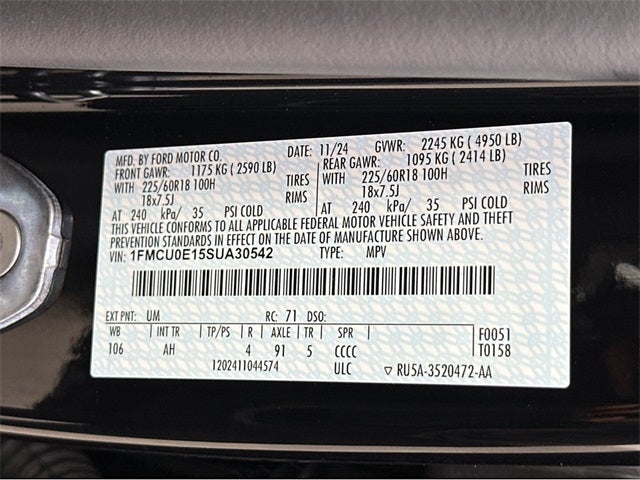 MFD. BY FORD MOTOR CO. DATE: 11/24 GVWR: 2245 KG ( 4950 LB)
FRONT GAWR: 1175 KG ( 2590 LB) REAR GAWR: 1095 KG ( 2414 LB)
WITH 225/60R18 100H TIRES WITH 225/60R18 100H TIRES
18x7.5J RIMS 18x7.5J RIMS
AT 240 kPa/ 35 PSI COLD AT 240 kPa/ 35 PSI COLD
THIS VEHICLE CONFORMS TO ALL APPLICABLE FEDERAL MOTOR VEHICLE SAFETY AND THEFT
PREVENTION STANDARDS IN EFFECT ON THE DATE OF MANUFACTURE SHOWN ABOVE.
VIN: 1FMCU0E15SUA30542 TYPE: MPV
EXT PNT: UM RC: 71 DSO:
WB INT TR TP/PS R AXLE TR SPR F0051
106 AH 4 91 5 CCCC T0158
1202411044574 ULC ▽ RU5A-3520472-AA